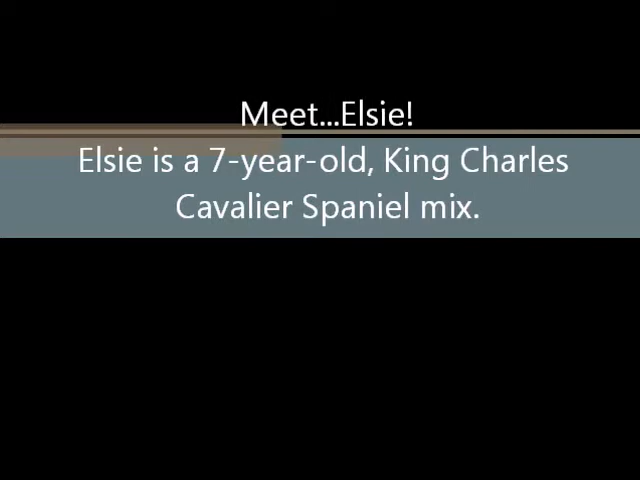 Meet...Elsie!
Elsie is a 7-year-old, King Charles
Cavalier Spaniel mix.